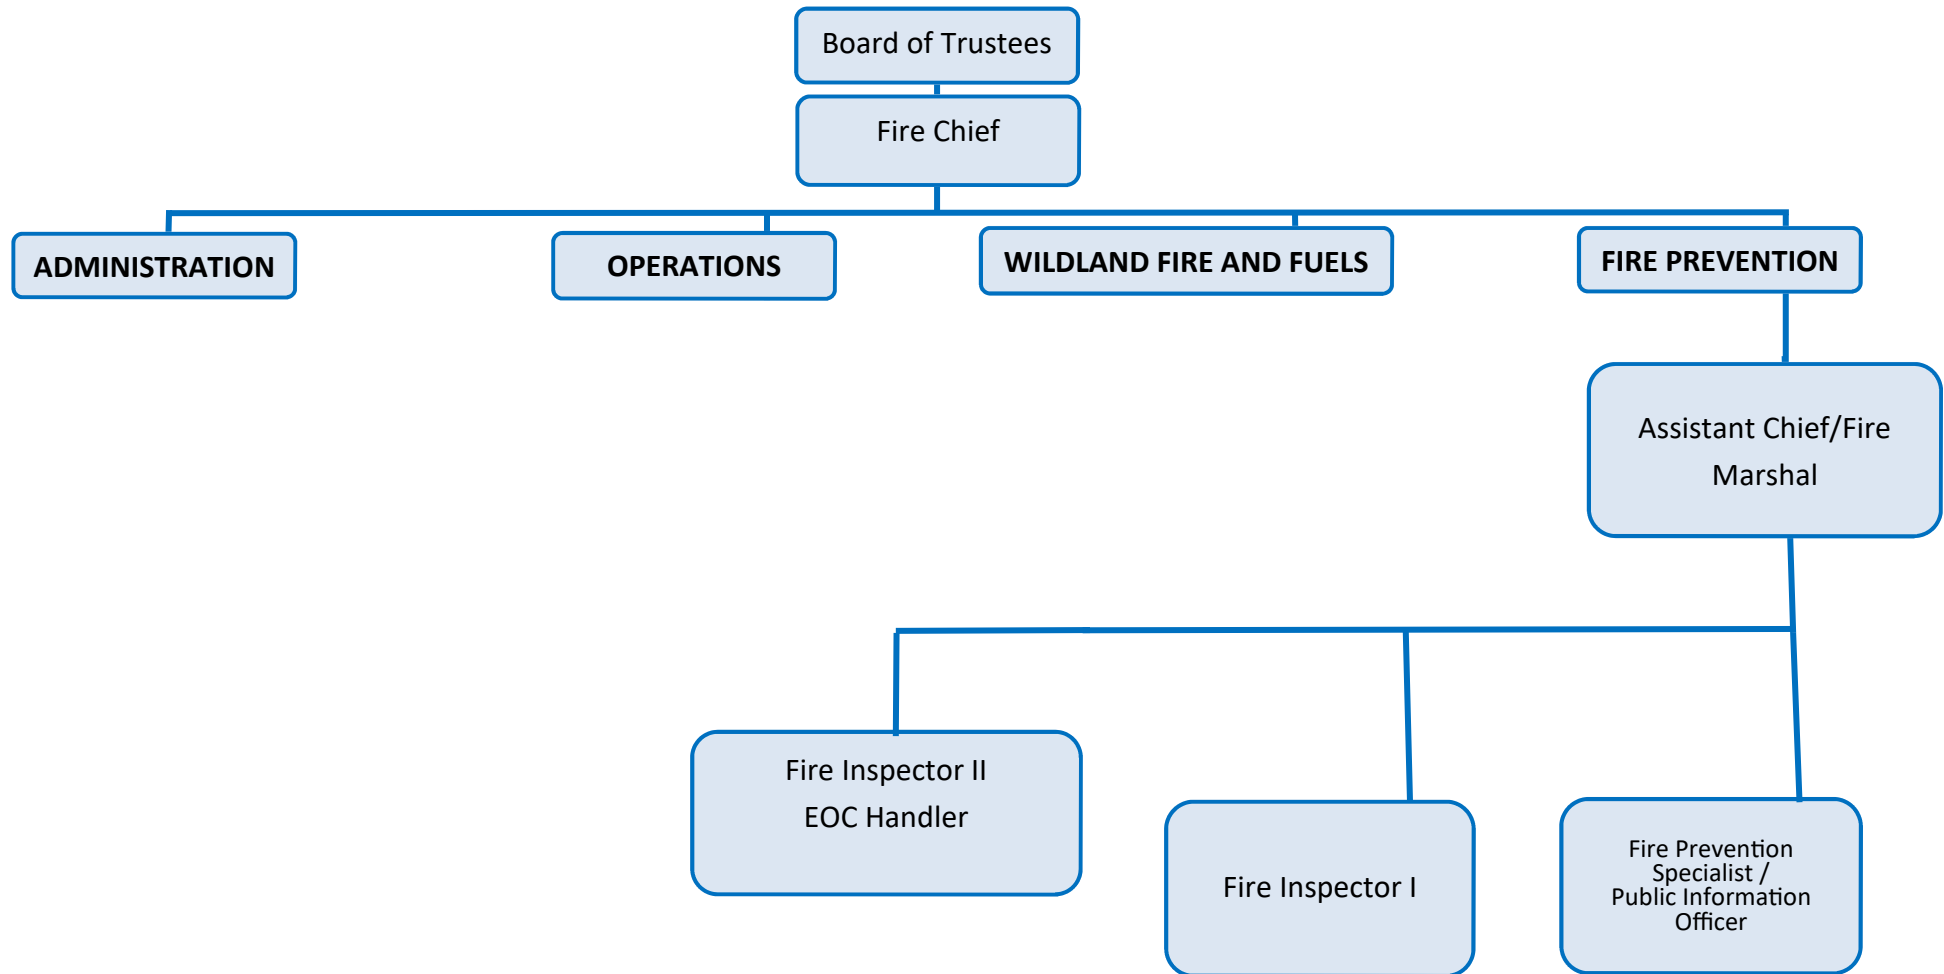 Board of Trustees
Fire Chief
ADMINISTRATION
OPERATIONS
WILDLAND FIRE AND FUELS
FIRE PREVENTION
Assistant Chief/Fire
Marshal
Fire Inspector II
EOC Handler
Fire Inspector I
Fire Prevention
Specialist /
Public Information
Officer